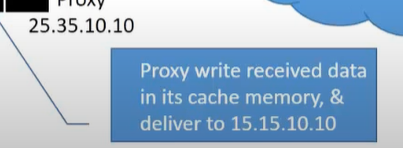 Proxy
25.35.10.10
Proxy write received data
in its cache memory, &
deliver to 15.15.10.10